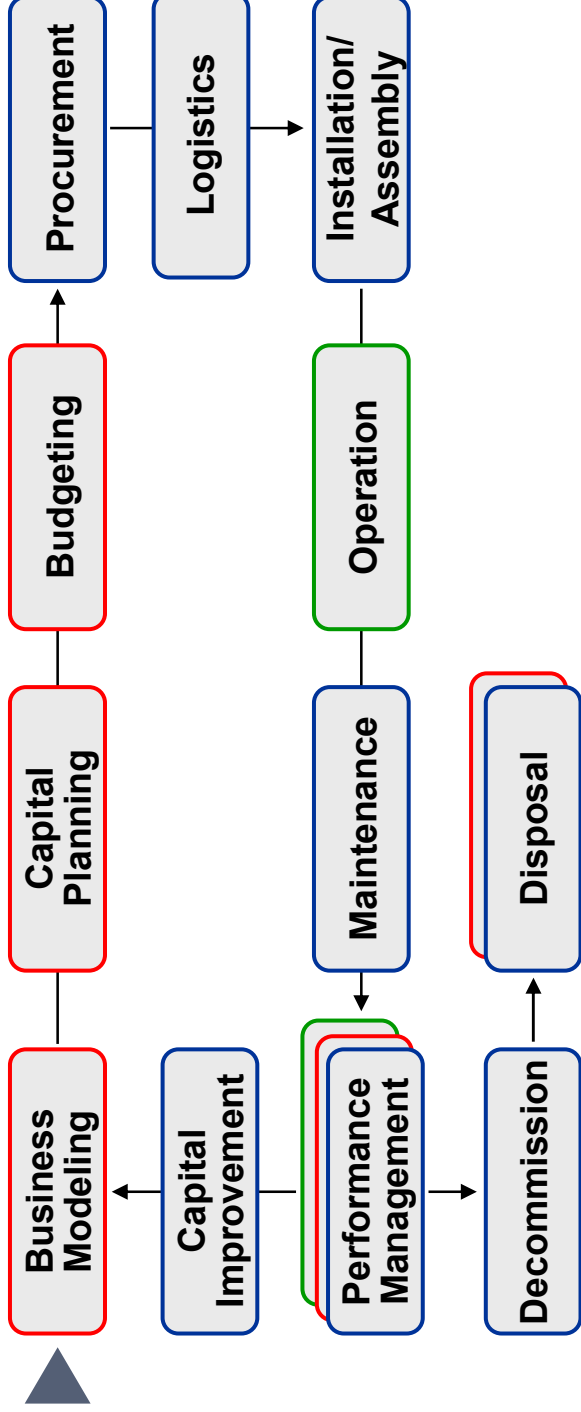 Business
Modeling
Capital
Planning
Budgeting
Procurement
Capital
Improvement
Logistics
Performance
Management
Maintenance
Operation
Installation/
Assembly
Decommission
Disposal